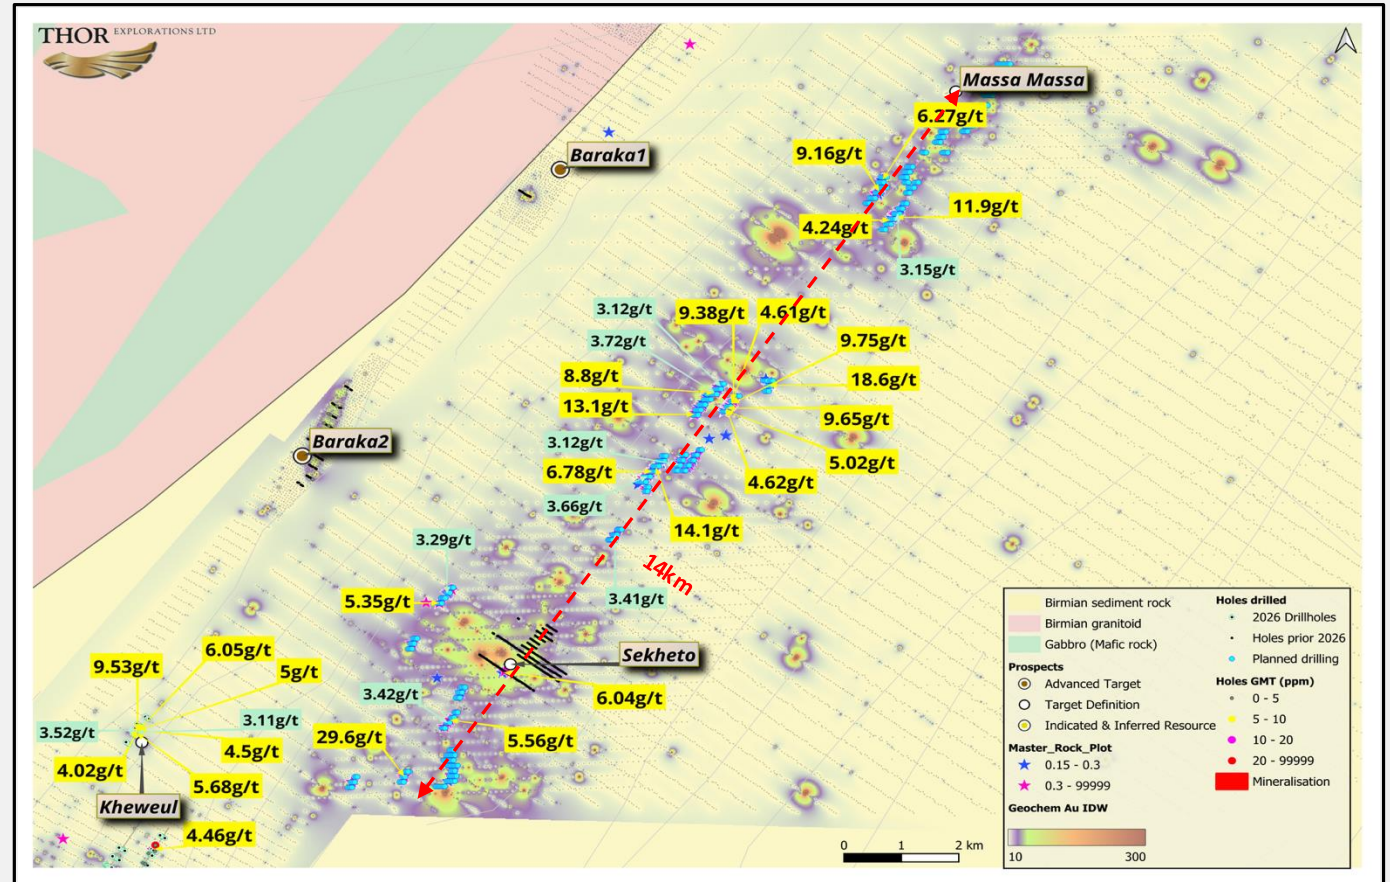 THOR EXPLORATIONS LTD
Massa Massa
6.27g/t
Baraka1
9.16g/t
11.9g/t
4.24g/t
3.15g/t
3.12g/t
9.38g/t
4.61g/t
3.72g/t
9.75g/t
8.8g/t
18.6g/t
13.1g/t
9.65g/t
Baraka2
3.12g/t
5.02g/t
6.78g/t
4.62g/t
3.66g/t
14.1g/t
3.29g/t
14km
5.35g/t
3.41g/t
Sekheto
6.05g/t
9.53g/t
5g/t
3.42g/t
6.04g/t
3.52g/t
3.11g/t
29.6g/t
5.56g/t
4.5g/t
4.02g/t
5.68g/t
Kheweul
4.46g/t
0 1 2 km
Birmian sediment rock
Birmian granitoid
Gabbro (Mafic rock)
Prospects
Advanced Target
Target Definition
Indicated & Inferred Resource
Master_Rock_Plot
0.15 - 0.3
0.3 - 99999
Geochem Au IDW
10 300
Holes drilled
2026 Drillholes
Holes prior 2026
Planned drilling
Holes GMT (ppm)
0 - 5
5 - 10
10 - 20
20 - 99999
Mineralisation